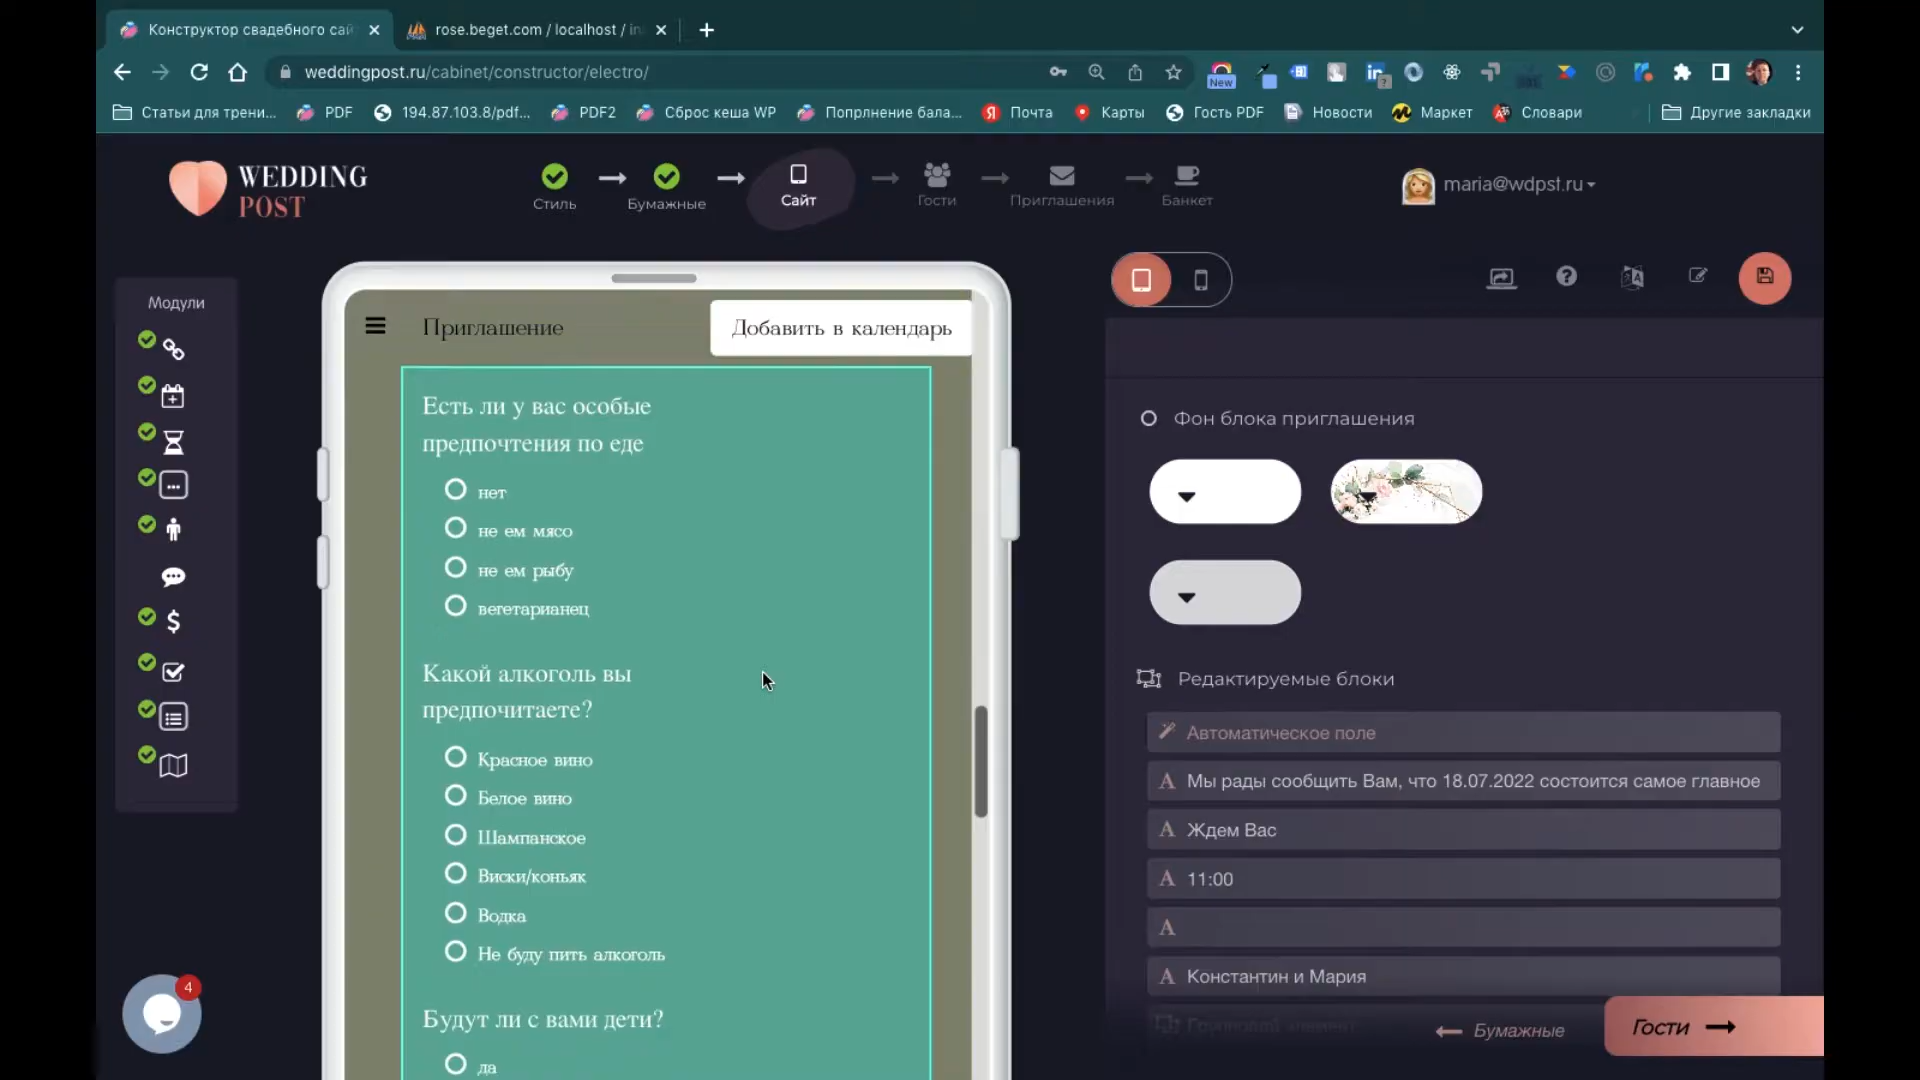 Конструктор свадебного сай
rose.beget.com / localhost / in
weddingpost.ru/cabinet/constructor/electro/
New
Статьи для трени...
PDF
194.87.103.8/pdf...
PDF2
Сброс кеша WP
Попрлнение бала...
Почта
Карты
Гость PDF
Новости
Маркет
Словари
Другие закладки
WEDDING
POST
Стиль
Бумажные
Сайт
Гости
Приглашения
Банкет
maria@wdpst.ru
Модули
Приглашение
Добавить в календарь
Есть ли у вас особые
предпочтения по еде
нет
не ем мясо
не ем рыбу
вегетарианец
Какой алкоголь вы
предпочитаете?
Красное вино
Белое вино
Шампанское
Виски/коньяк
Водка
Не буду пить алкоголь
Будут ли с вами дети?
да
Фон блока приглашения
Редактируемые блоки
Автоматическое поле
Мы рады сообщить Вам, что 18.07.2022 состоится самое главное
Ждем Вас
11:00
Константин и Мария
Групповой элемент
Бумажные
Гости
4